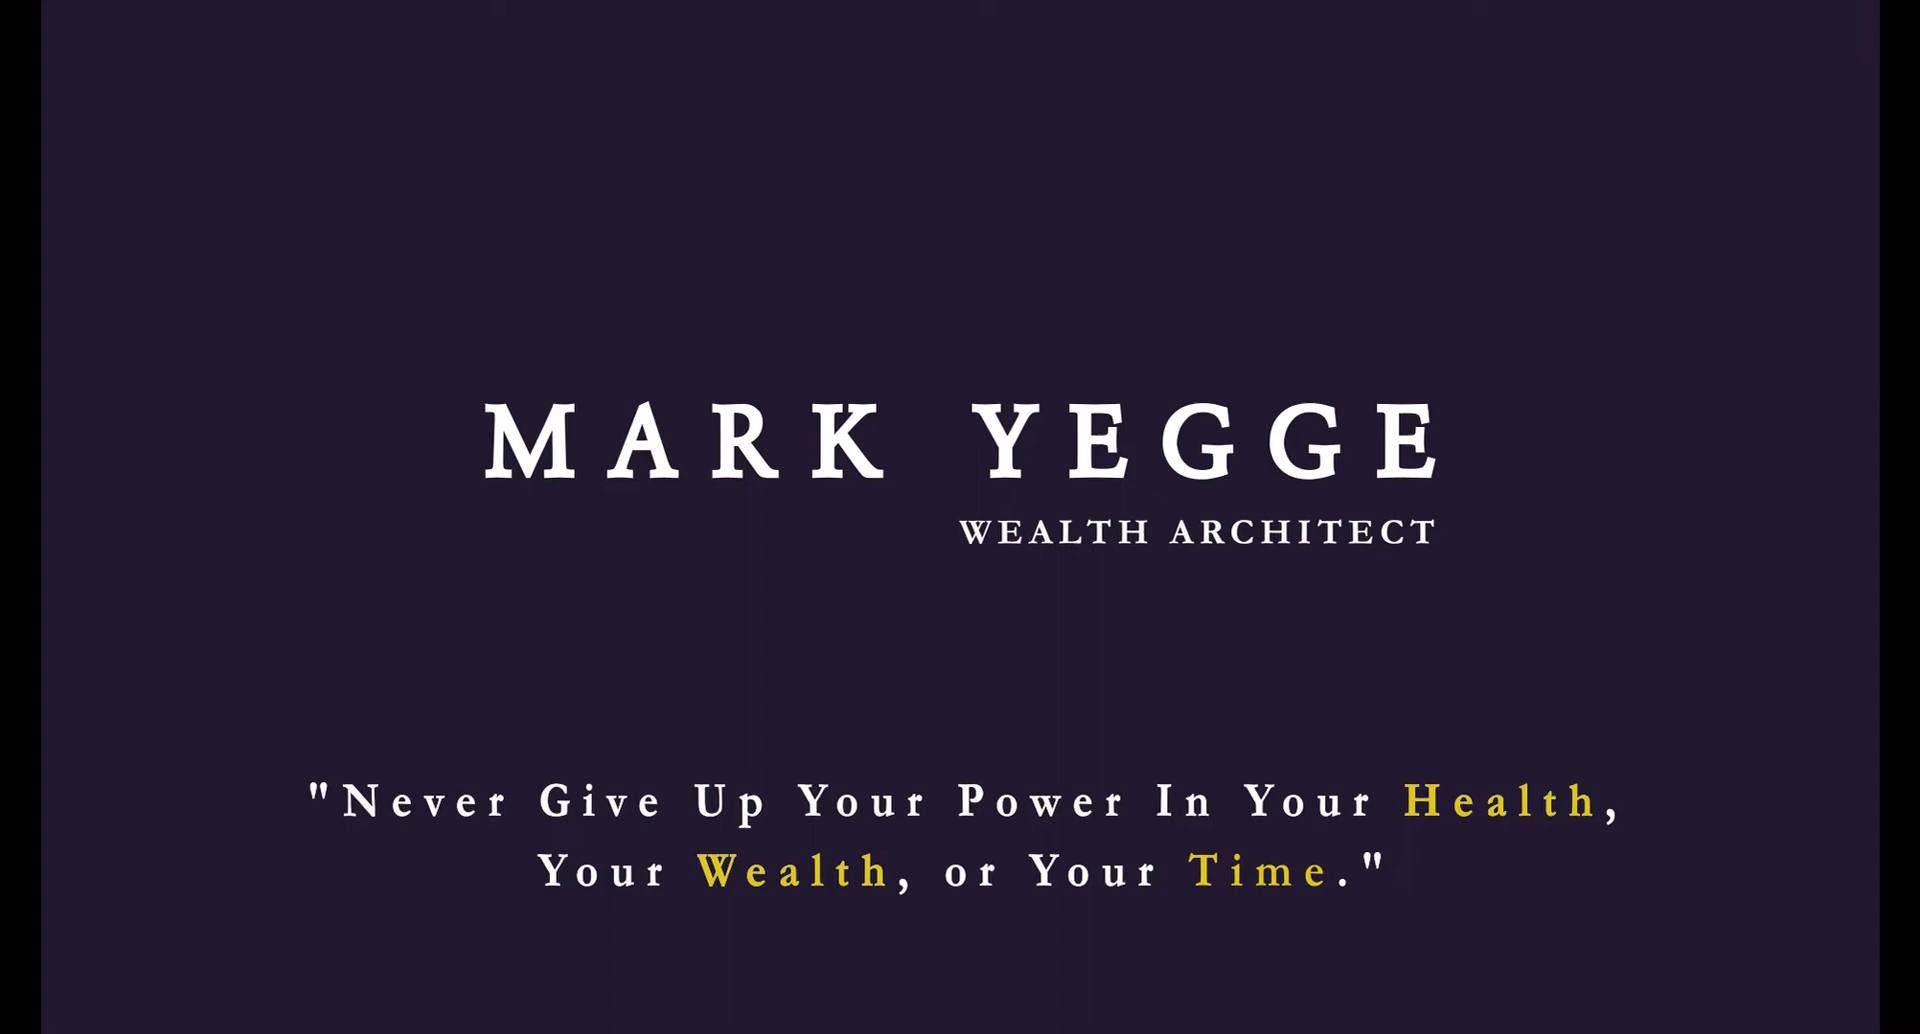 MARK YEGGE
WEALTH ARCHITECT
"Never Give Up Your Power In Your Health,
Your Wealth, or Your Time."